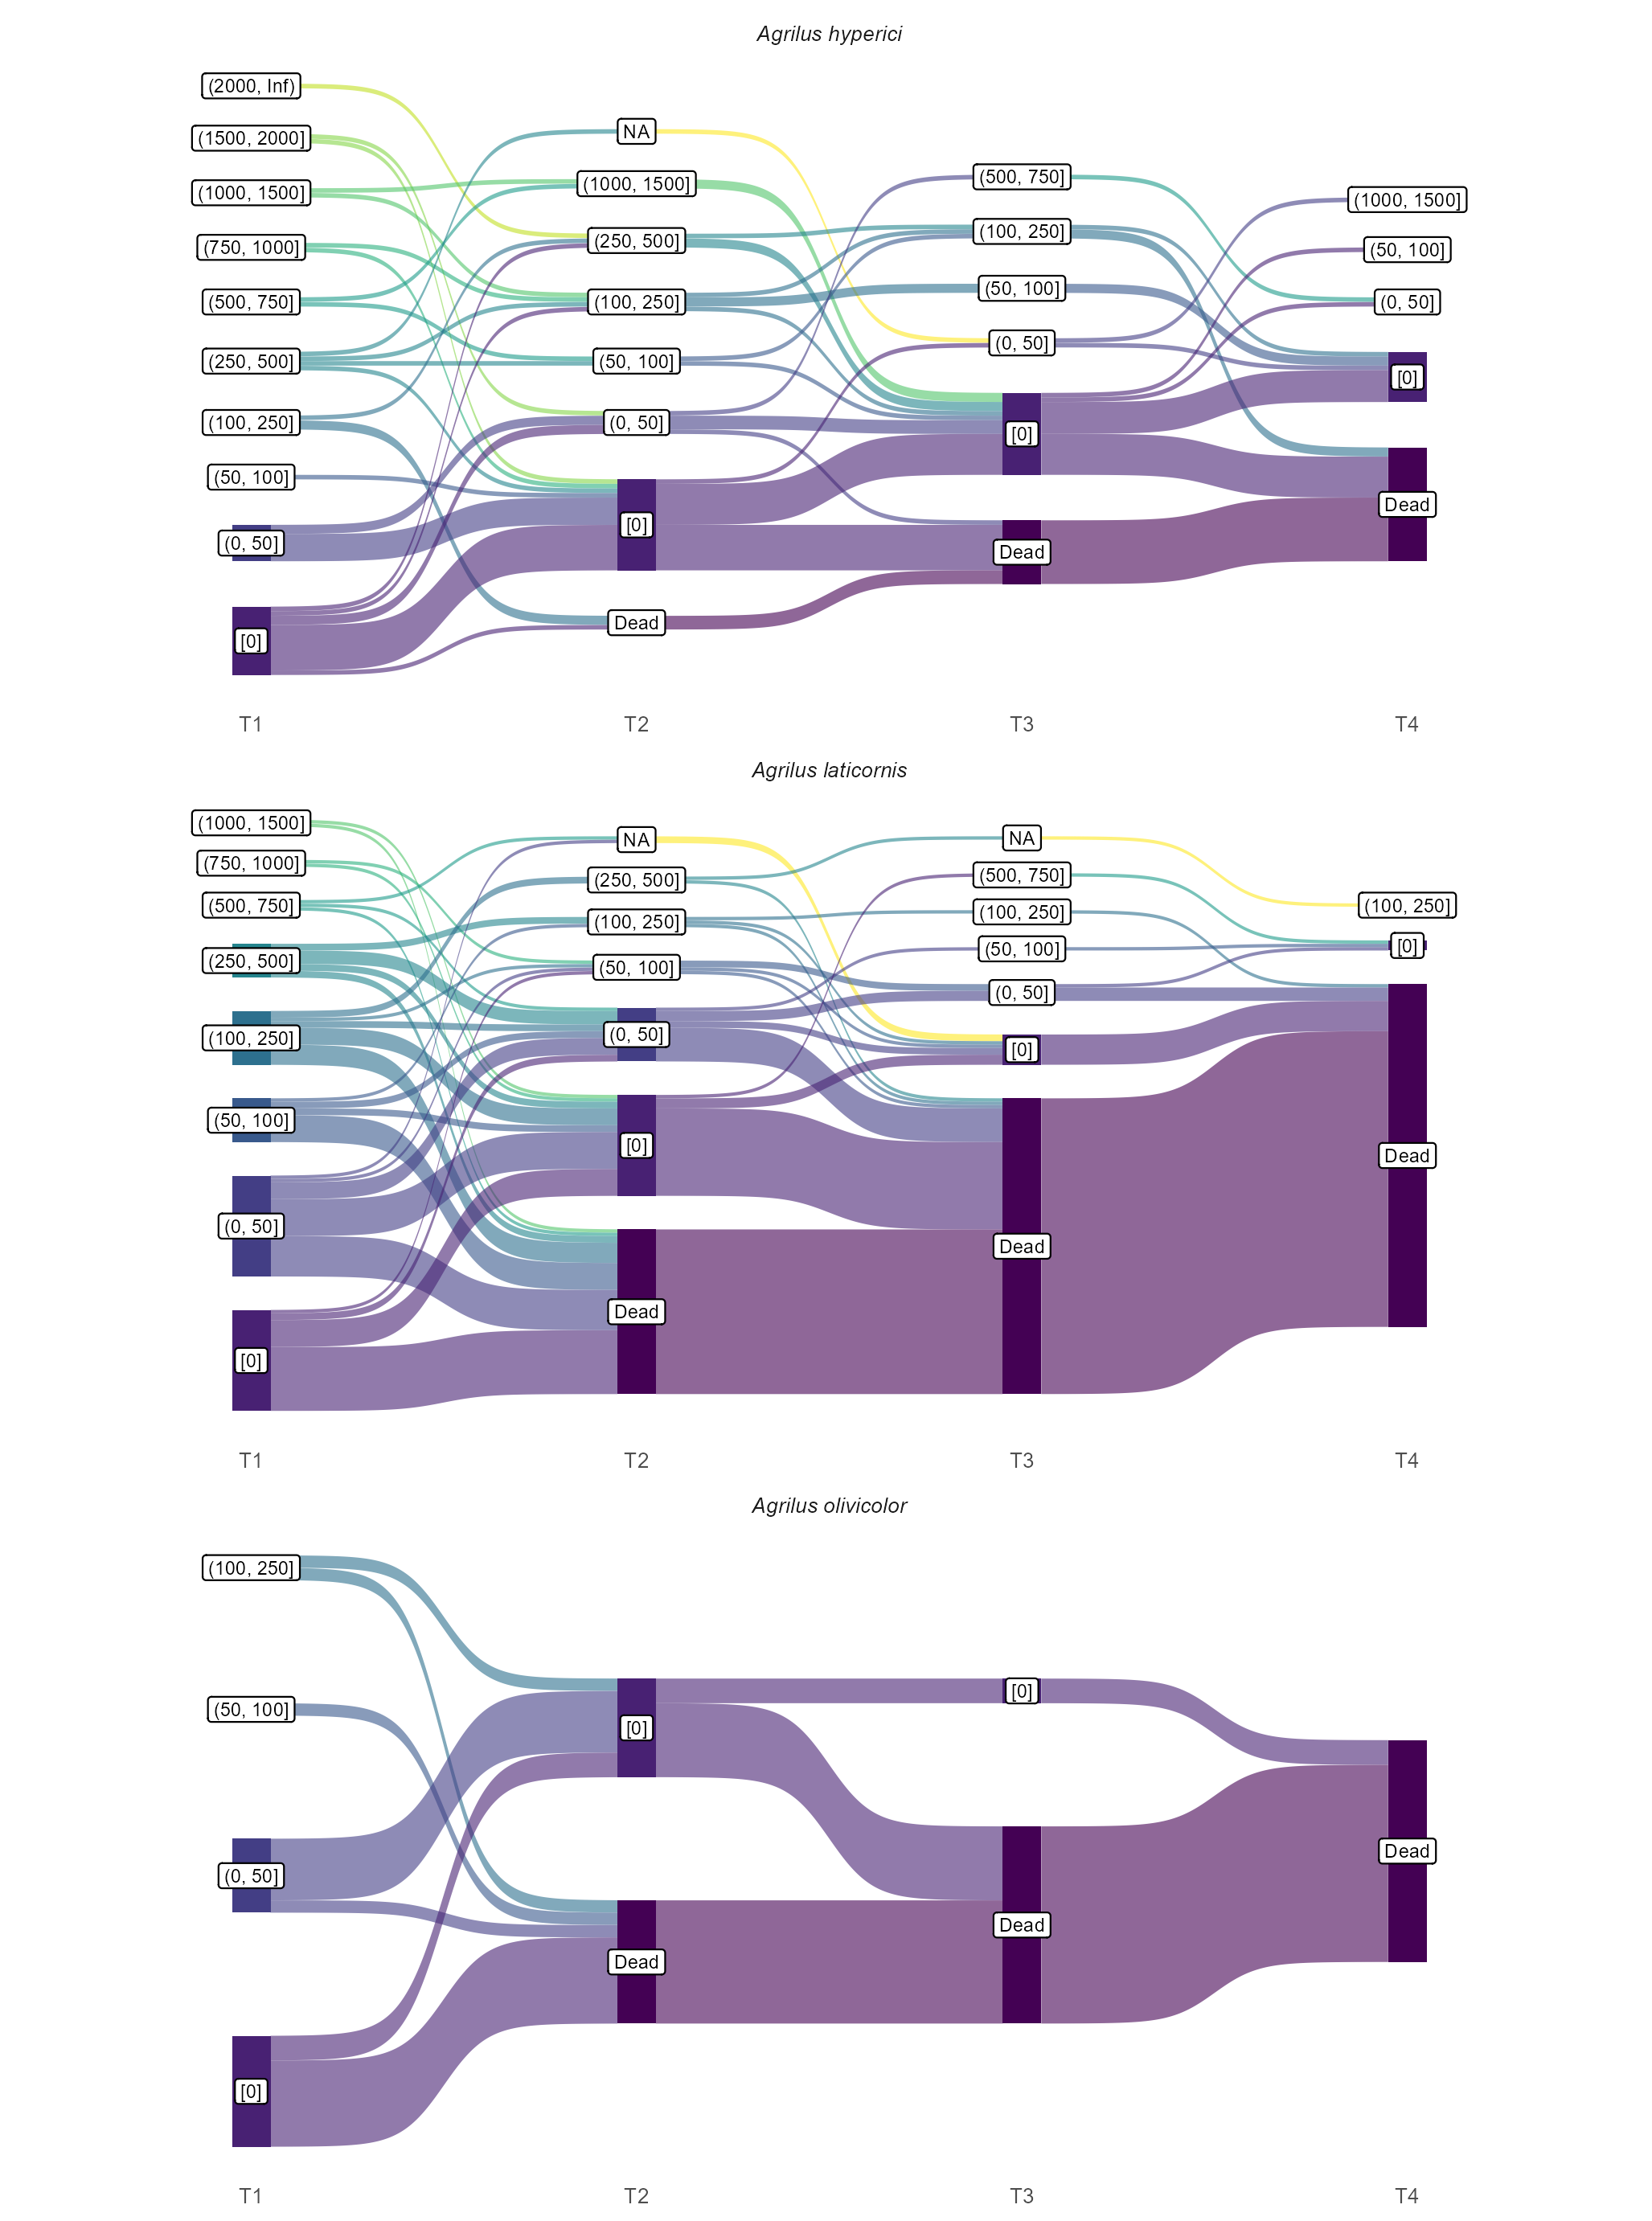 Agrilus hyperici
(2000, Inf)
(1500, 2000]
(1000, 1500]
(750, 1000]
(500, 750]
(250, 500]
(100, 250]
(50, 100]
(0, 50]
[0]
NA
(1000, 1500]
(250, 500]
(100, 250]
(50, 100]
(0, 50]
[0]
Dead
(500, 750]
(100, 250]
(50, 100]
(0, 50]
[0]
Dead
(1000, 1500]
(50, 100]
(0, 50]
[0]
Dead
T1 T2 T3 T4
Agrilus laticornis
(1000, 1500]
(750, 1000]
(500, 750]
(250, 500]
(100, 250]
(50, 100]
(0, 50]
[0]
NA
(250, 500]
(100, 250]
(50, 100]
(0, 50]
[0]
Dead
NA
(500, 750]
(100, 250]
(50, 100]
(0, 50]
[0]
Dead
(100, 250]
[0]
Dead
T1 T2 T3 T4
Agrilus olivicolor
(100, 250]
(50, 100]
(0, 50]
[0]
[0]
Dead
[0]
Dead
Dead
T1 T2 T3 T4